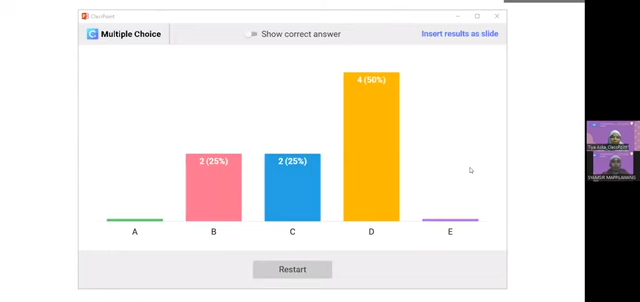 ClassPoint
Multiple Choice
Show correct answer
Insert results as slide
4 (50%)
2 (25%)
2 (25%)
A
B
C
D
E
Restart